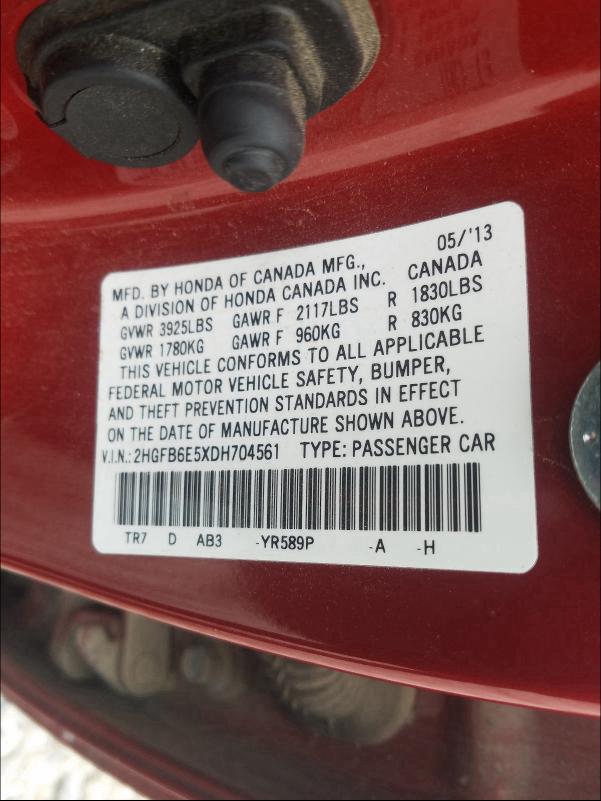 05/'13
MFD. BY HONDA OF CANADA MFG.,
A DIVISION OF HONDA CANADA INC. CANADA
GVWR 3925LBS GAWR F 2117LBS R 1830LBS
GVWR 1780KG GAWR F 960KG R 830KG
THIS VEHICLE CONFORMS TO ALL APPLICABLE
FEDERAL MOTOR VEHICLE SAFETY, BUMPER,
AND THEFT PREVENTION STANDARDS IN EFFECT
ON THE DATE OF MANUFACTURE SHOWN ABOVE.
V.I.N.: 2HGFB6E5XDH704561 TYPE: PASSENGER CAR
TR7 D AB3 -YR589P -A -H